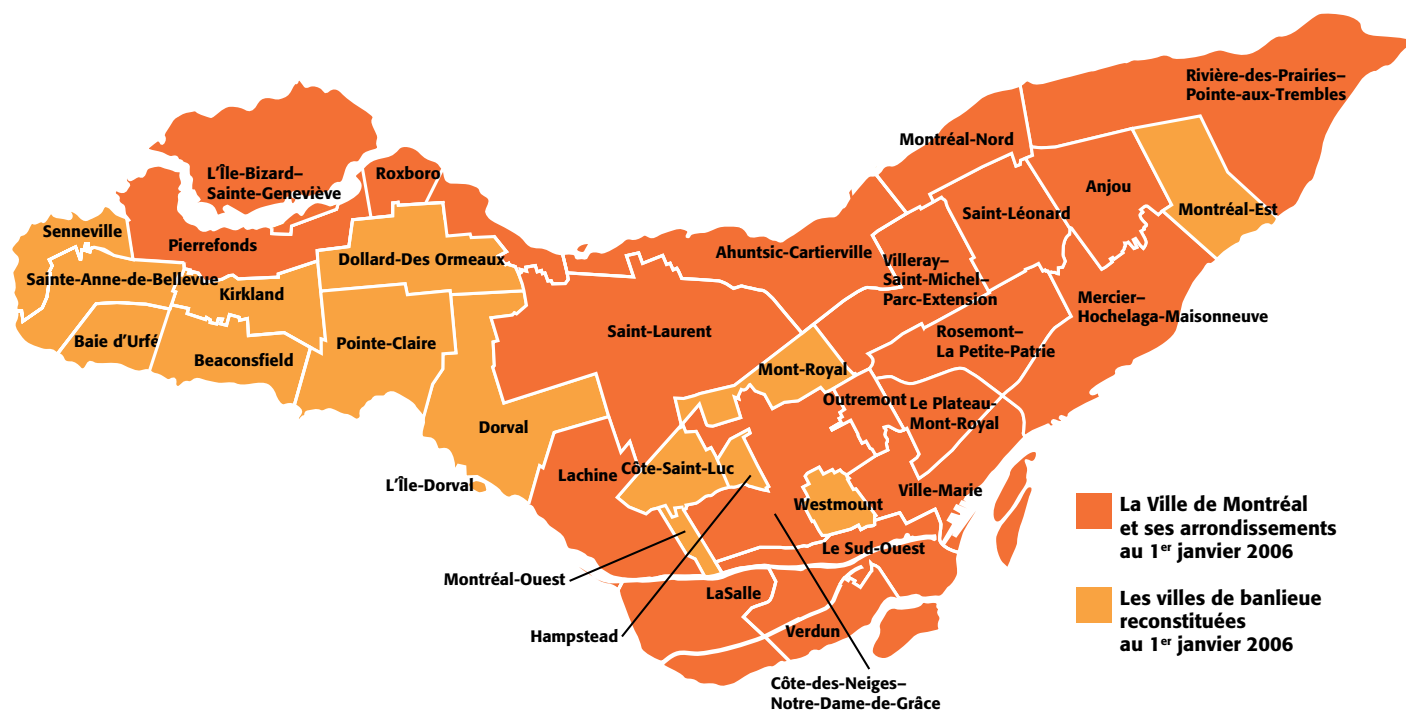 Rivière-des-Prairies–
Pointe-aux-Trembles
Montréal-Nord
L'Île-Bizard–
Sainte-Geneviève
Roxboro
Anjou
Saint-Léonard
Montréal-Est
Senneville
Pierrefonds
Dollard-Des Ormeaux
Ahuntsic-Cartierville
Villeray–
Saint-Michel–
Parc-Extension
Sainte-Anne-de-Bellevue
Kirkland
Mercier–
Hochelaga-Maisonneuve
Saint-Laurent
Rosemont–
La Petite-Patrie
Baie d'Urfé
Beaconsfield
Pointe-Claire
Mont-Royal
Outremont
Le Plateau-
Mont-Royal
Dorval
Lachine
Côte-Saint-Luc
L'Île-Dorval
Westmount
Ville-Marie
Le Sud-Ouest
Montréal-Ouest
LaSalle
Hampstead
Verdun
Côte-des-Neiges–
Notre-Dame-de-Grâce
La Ville de Montréal
et ses arrondissements
au 1er janvier 2006
Les villes de banlieue
reconstituées
au 1er janvier 2006